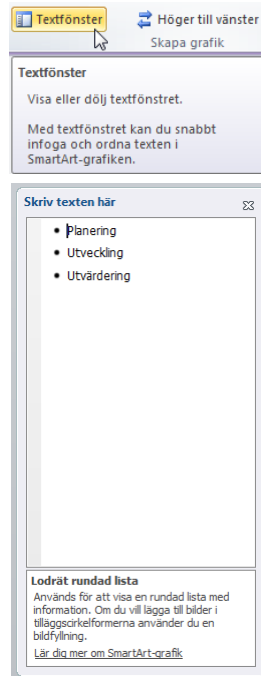 Textfönster
Höger till vänster
Skapa grafik
Textfönster
Visa eller dölj textfönstret.
Med textfönstret kan du snabbt
infoga och ordna texten i
SmartArt-grafiken.
Skriv texten här
• Planering
• Utveckling
• Utvärdering
Lodrät rundad lista
Används för att visa en rundad lista med
information. Om du vill lägga till bilder i
tilläggscirkelformerna använder du en
bildfyllning.
Lär dig mer om SmartArt-grafik